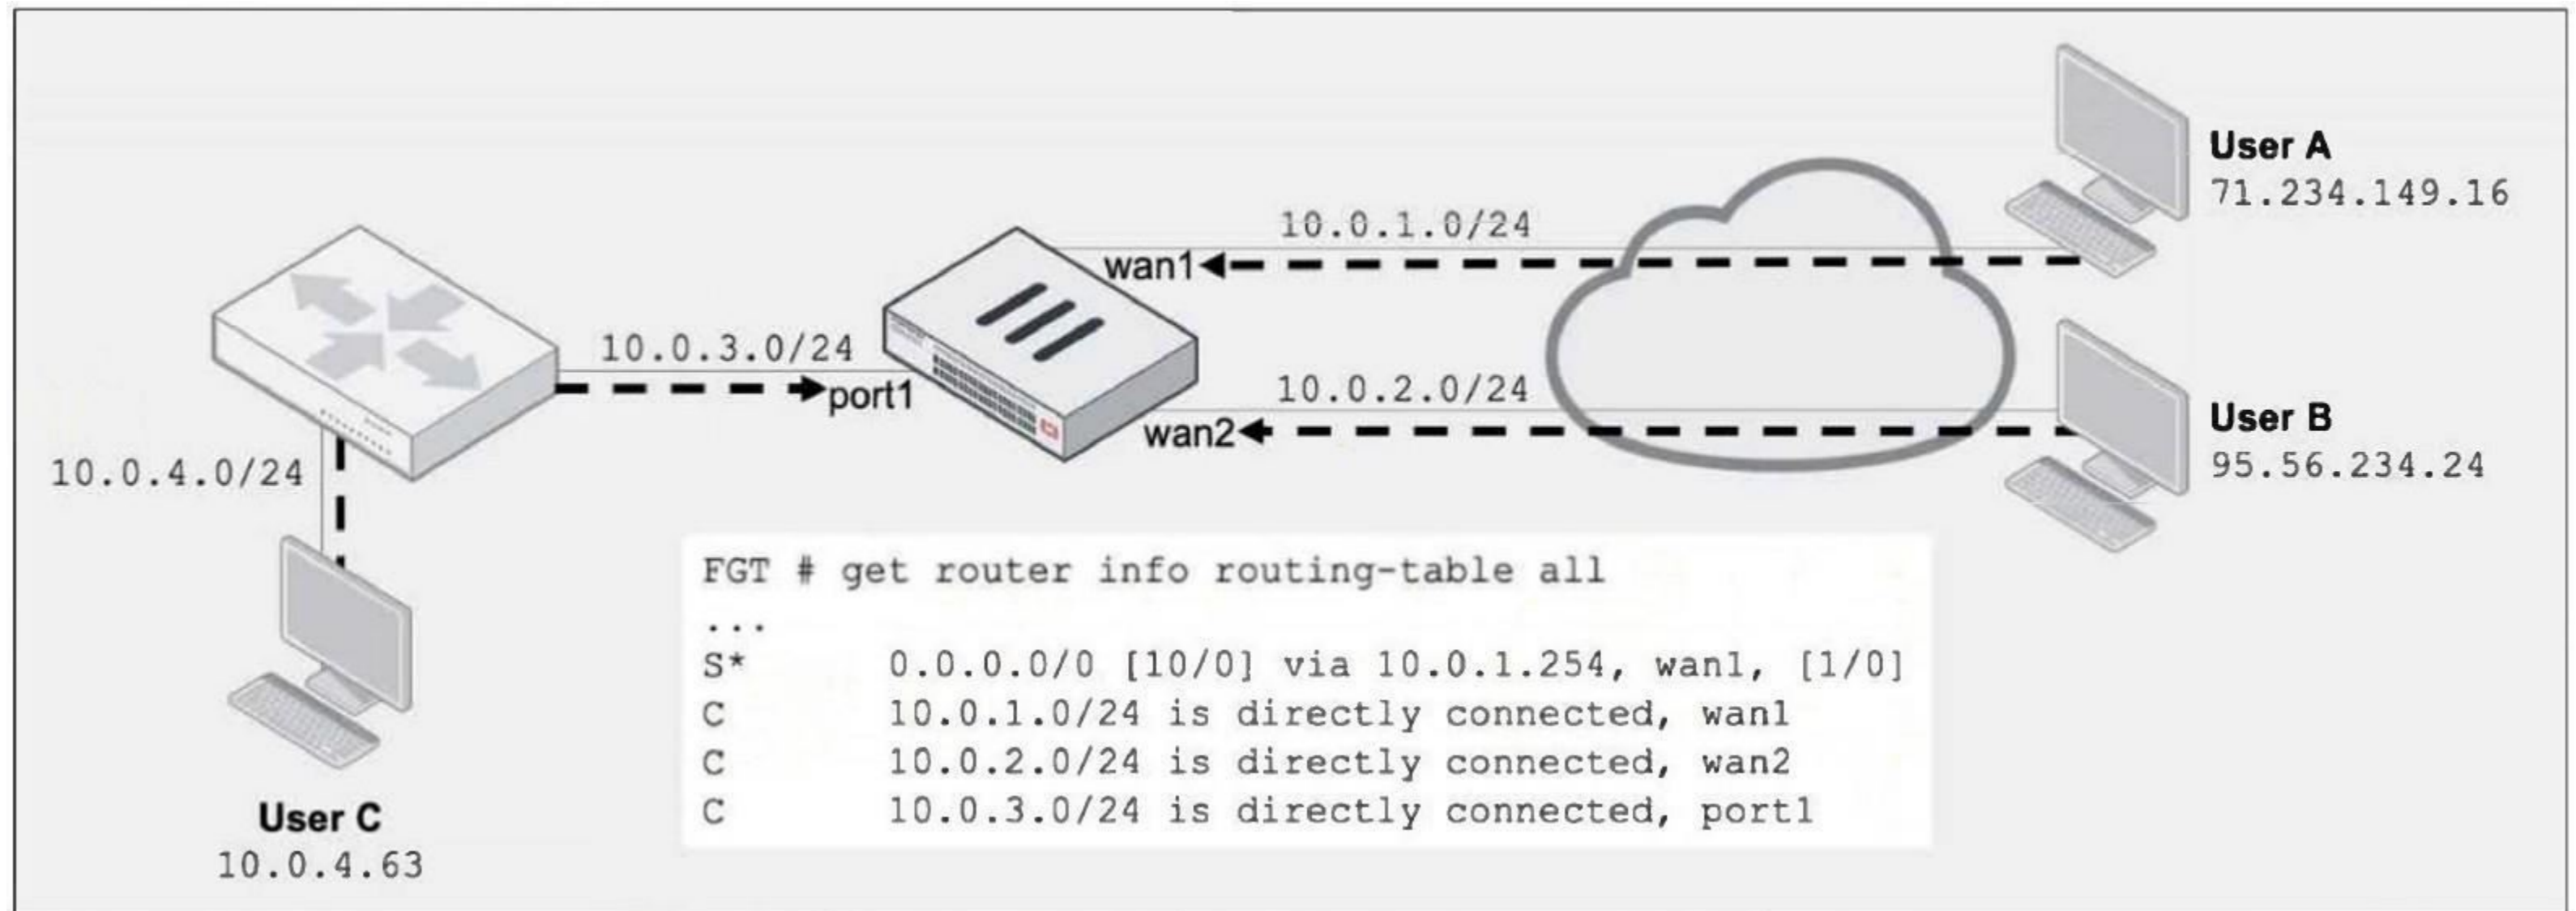 User A
71.234.149.16
10.0.1.0/24
wan1
10.0.3.0/24
port1
10.0.2.0/24
wan2
User B
95.56.234.24
10.0.4.0/24
User C
10.0.4.63
FGT # get router info routing-table all
...
S* 0.0.0.0/0 [10/0] via 10.0.1.254, wan1, [1/0]
C 10.0.1.0/24 is directly connected, wan1
C 10.0.2.0/24 is directly connected, wan2
C 10.0.3.0/24 is directly connected, port1